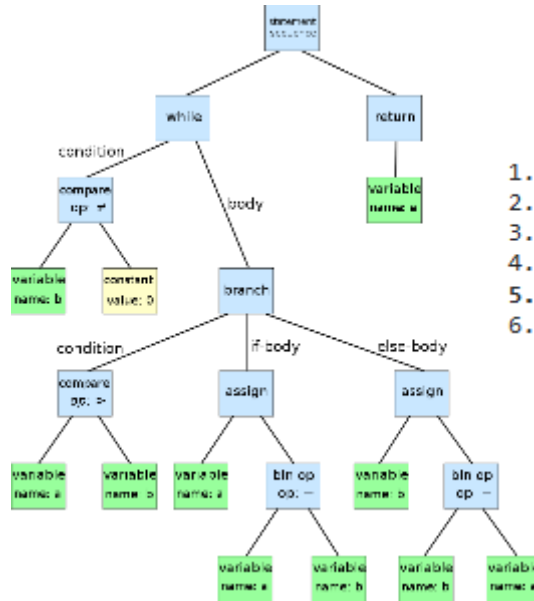 statement
sequence
while
return
condition
body
compare
op: ≠
variable
name: a
1.
2.
3.
4.
5.
6.
variable
name: b
constant
value: 0
branch
condition
if-body
else-body
compare
op: >
assign
assign
variable
name: a
variable
name: b
variable
name: a
bin op
op: −
variable
name: b
bin op
op: −
variable
name: a
variable
name: b
variable
name: b
variable
name: a